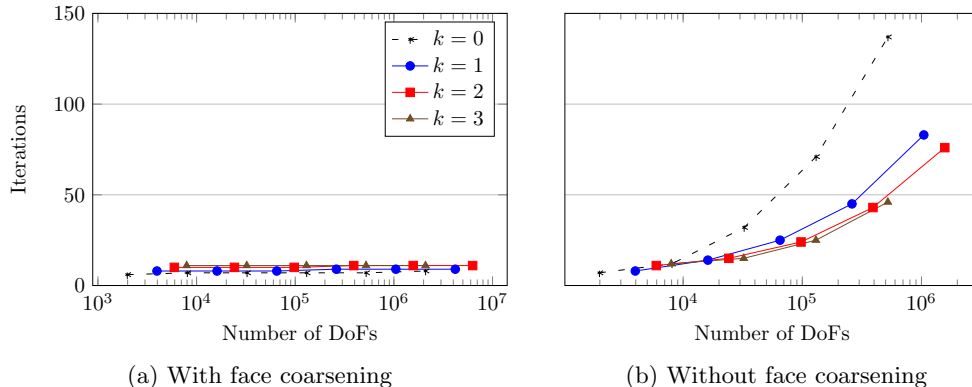 150
100
50
0
Iterations
10^3
10^4
10^5
10^6
10^7
Number of DoFs
k = 0
k = 1
k = 2
k = 3
(a) With face coarsening
10^4
10^5
10^6
Number of DoFs
(b) Without face coarsening